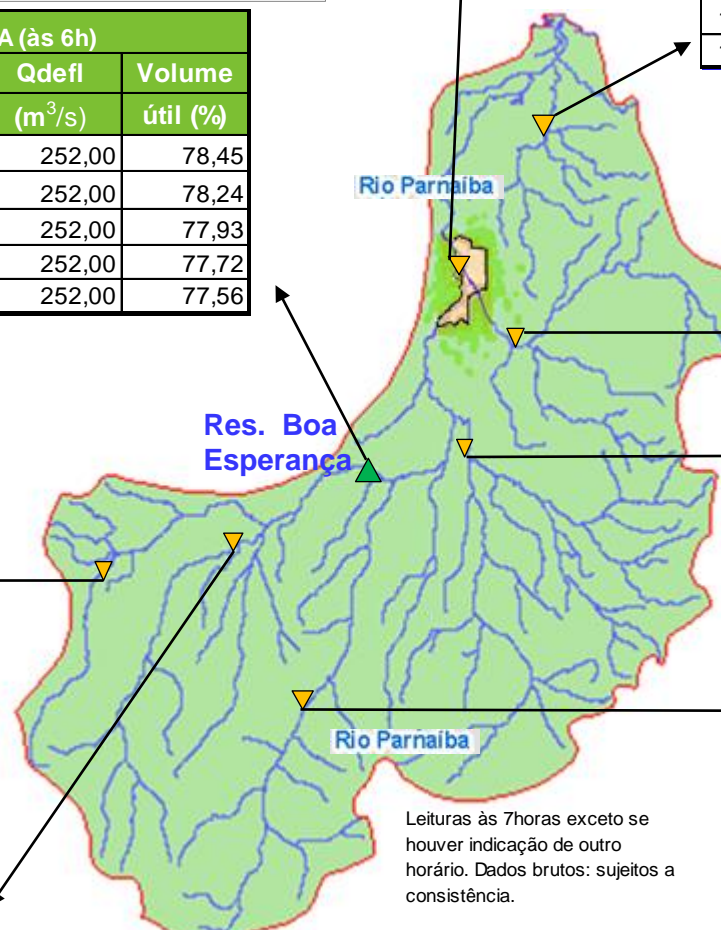 A (às 6h)
Qdefl Volume
(m³/s) útil (%)
252,00 78,45
252,00 78,24
252,00 77,93
252,00 77,72
252,00 77,56
Rio Parnaíba
Res. Boa
Esperança
Rio Parnaíba
Leituras às 7horas exceto se
houver indicação de outro
horário. Dados brutos: sujeitos a
consistência.